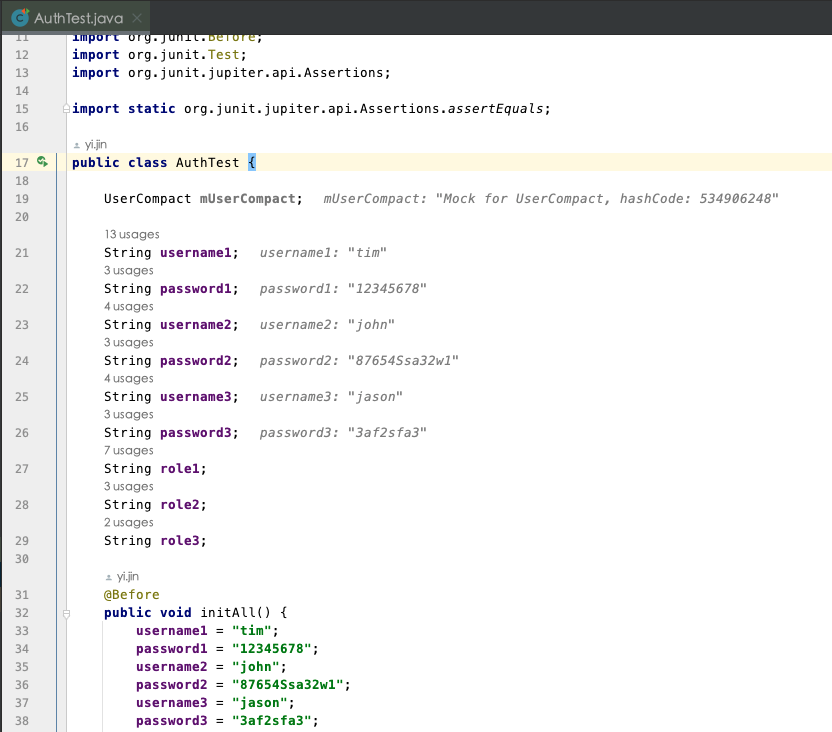 AuthTest.java
11 import org.junit.Before;
12 import org.junit.Test;
13 import org.junit.jupiter.api.Assertions;
14
15 import static org.junit.jupiter.api.Assertions.assertEquals;
16
yi.jin
17 public class AuthTest {
18
19 UserCompact mUserCompact; mUserCompact: "Mock for UserCompact, hashCode: 534906248"
20
13 usages
21 String username1; username1: "tim"
3 usages
22 String password1; password1: "12345678"
4 usages
23 String username2; username2: "john"
3 usages
24 String password2; password2: "87654Ssa32w1"
4 usages
25 String username3; username3: "jason"
3 usages
26 String password3; password3: "3af2sfa3"
7 usages
27 String role1;
3 usages
28 String role2;
2 usages
29 String role3;
30
yi.jin
31 @Before
32 public void initAll() {
33 username1 = "tim";
34 password1 = "12345678";
35 username2 = "john";
36 password2 = "87654Ssa32w1";
37 username3 = "jason";
38 password3 = "3af2sfa3";